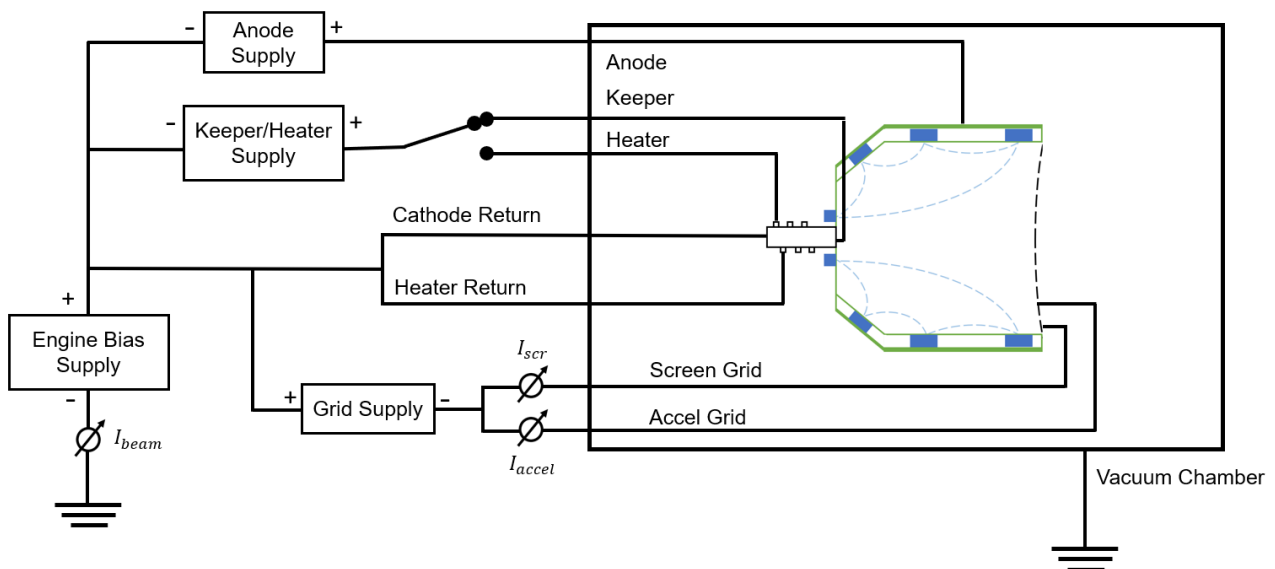 - Anode Supply +
Anode
- Keeper/Heater Supply +
Keeper
Heater
Cathode Return
Heater Return
+
Engine Bias
Supply
-
I_beam
+ Grid Supply -
I_scr
Screen Grid
I_accel
Accel Grid
Vacuum Chamber